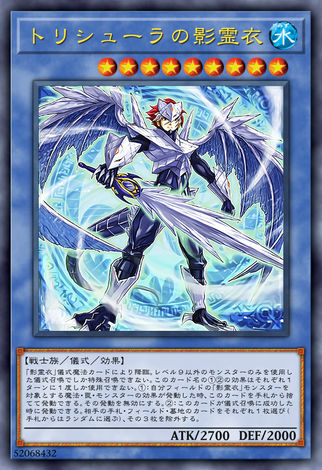 トリシューラの影霊衣
水
【戦士族／儀式／効果】
「影霊衣」儀式魔法カードにより降臨。レベル９以外のモンスターのみを使用し
た儀式召喚でしか特殊召喚できない。このカード名の①②の効果はそれぞれ１
ターンに１度しか使用できない。①：自分フィールドの「影霊衣」モンスターを
対象とする魔法・罠・モンスターの効果が発動した時、このカードを手札から捨
てて発動できる。その発動を無効にする。②：このカードが儀式召喚に成功した
時に発動できる。相手の手札・フィールド・墓地のカードをそれぞれ１枚選び（
手札からはランダムに選ぶ）、その３枚を除外する。
ATK/2700 DEF/2000
52068432